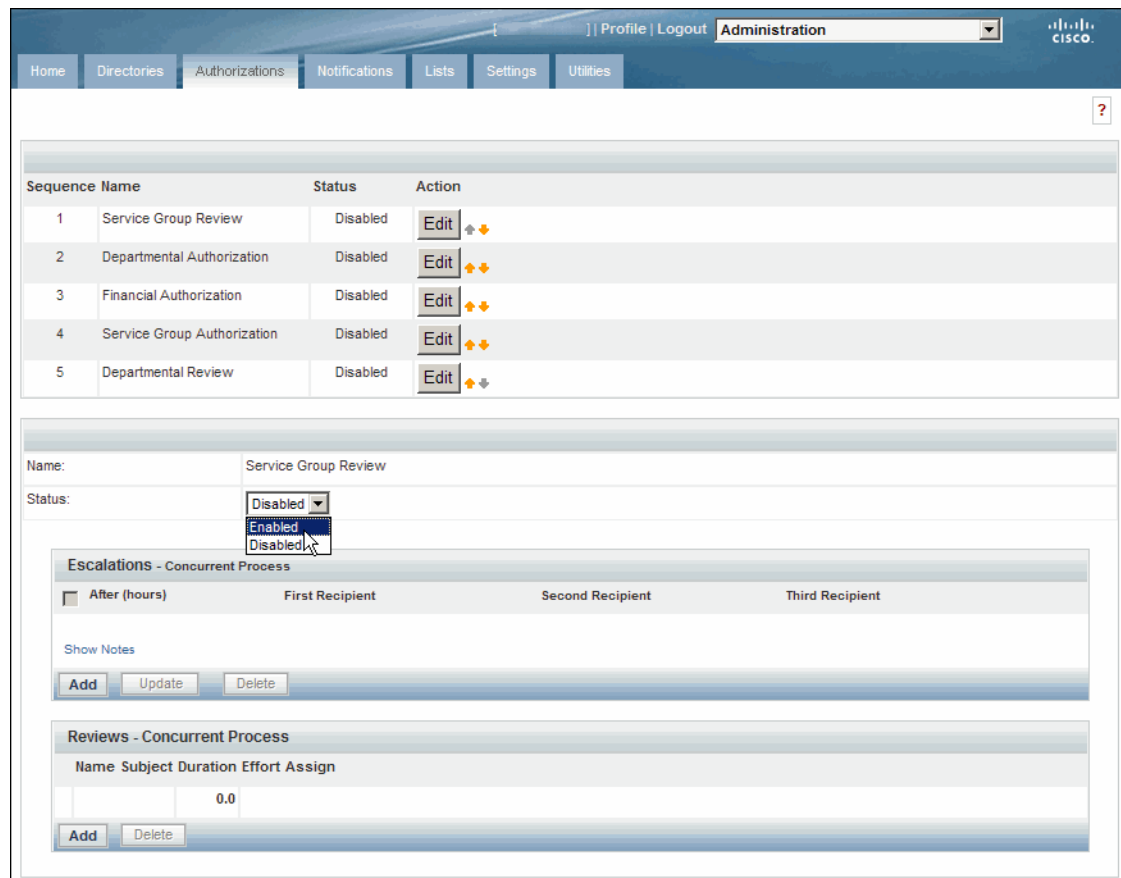 [ ] | Profile | Logout Administration
cisco.
Home Directories Authorizations Notifications Lists Settings Utilities
?
Sequence Name Status Action
1 Service Group Review Disabled Edit
2 Departmental Authorization Disabled Edit
3 Financial Authorization Disabled Edit
4 Service Group Authorization Disabled Edit
5 Departmental Review Disabled Edit
Name: Service Group Review
Status: Disabled
Enabled
Disabled
Escalations - Concurrent Process
After (hours) First Recipient Second Recipient Third Recipient
Show Notes
Add Update Delete
Reviews - Concurrent Process
Name Subject Duration Effort Assign
0.0
Add Delete